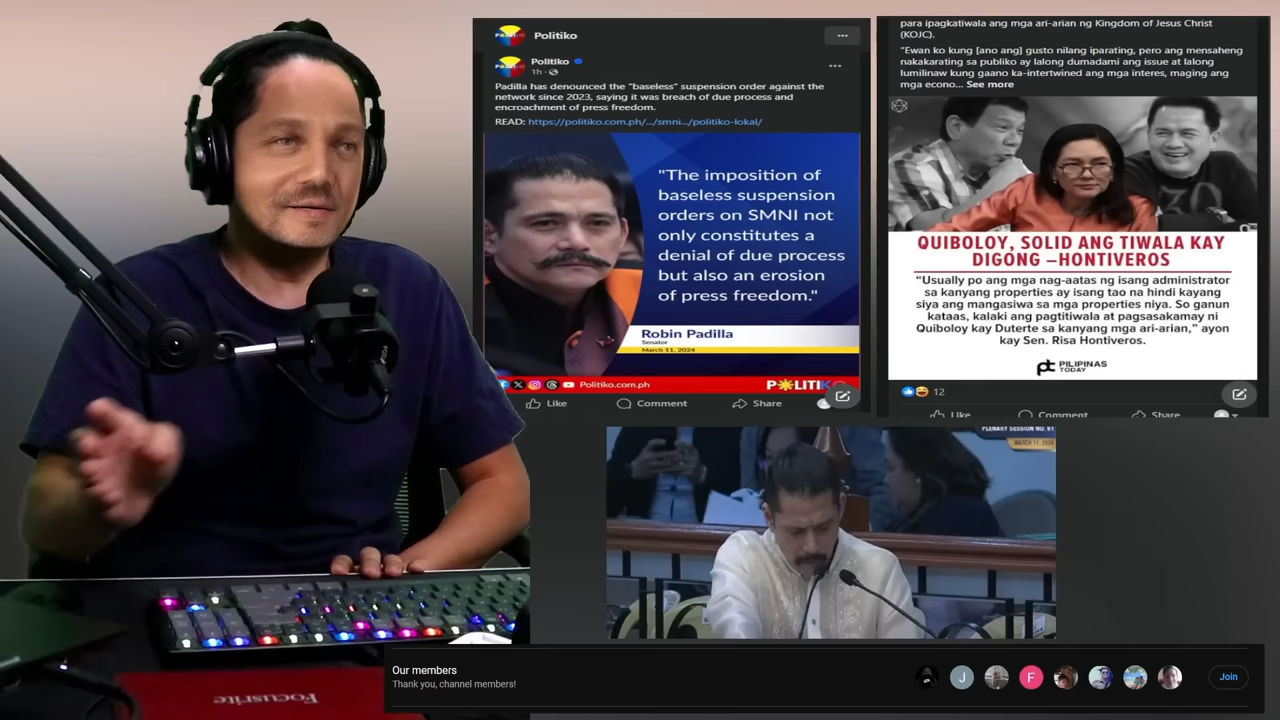 Politiko
Politiko
1h
Padilla has denounced the "baseless" suspension order against the
network since 2023, saying it was breach of due process and
encroachment of press freedom.
READ: https://politiko.com.ph/.../smni.../politiko-lokal/
"The imposition of
baseless suspension
orders on SMNI not
only constitutes a
denial of due process
but also an erosion
of press freedom."
Robin Padilla
Senator
March 11, 2024
Politiko.com.ph
POLITIK
Like Comment Share
para ipagkatiwala ang mga ari-arian ng Kingdom of Jesus Christ
(KOJC).
"Ewan ko kung [ano ang] gusto nilang iparating, pero ang mensaheng
nakakarating sa publiko ay lalong dumadami ang issue at lalong
lumilinaw kung gaano ka-intertwined ang mga interes, maging ang
mga econo... See more
QUIBOLOY, SOLID ANG TIWALA KAY
DIGONG –HONTIVEROS
"Usually po ang mga nag-aatas ng isang administrator
sa kanyang properties ay isang tao na hindi kayang
siya ang mangasiwa sa mga properties niya. So ganun
kataas, kalaki ang pagtitiwala at pagsasakamay ni
Quiboloy kay Duterte sa kanyang mga ari-arian," ayon
kay Sen. Risa Hontiveros.
pt PILIPINAS
TODAY
12
Like Comment Share
PLENARY SESSION NO. 61
MARCH 11, 2024
Focusrite
Our members
Thank you, channel members!
J
F
Join